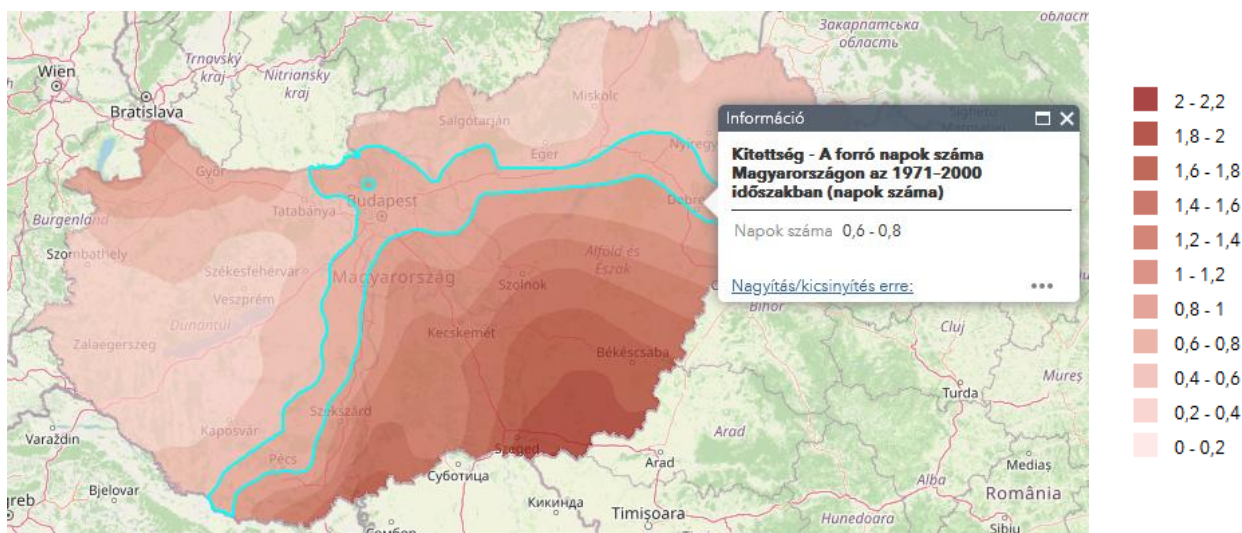 Закарпатська
область
област
Trnavský
kraj
Nitriansky
kraj
Wien
Bratislava
Miskolc
Salgótarján
Eger
Győr
Tatabánya
Budapest
Burgenland
Székesfehérvár
Veszprém
Magyarország
Alföld és
Észak
Szolnok
Dunántúl
Zalaegerszeg
Kecskemét
Békéscsaba
Kaposvár
Szekszárd
Pécs
Szeged
Varaždin
Bjelovar
Суботица
Кикинда
Сомбор
Timișoara
Arad
Arad
Bihor
Cluj
Turda
Mureș
Alba
Mediaș
România
Hunedoara
Sibiu
Információ
Kitettség - A forró napok száma
Magyarországon az 1971-2000
időszakban (napok száma)
Napok száma 0,6 - 0,8
Nagyítás/kicsinyítés erre:
2 - 2,2
1,8 - 2
1,6 - 1,8
1,4 - 1,6
1,2 - 1,4
1 - 1,2
0,8 - 1
0,6 - 0,8
0,4 - 0,6
0,2 - 0,4
0 - 0,2